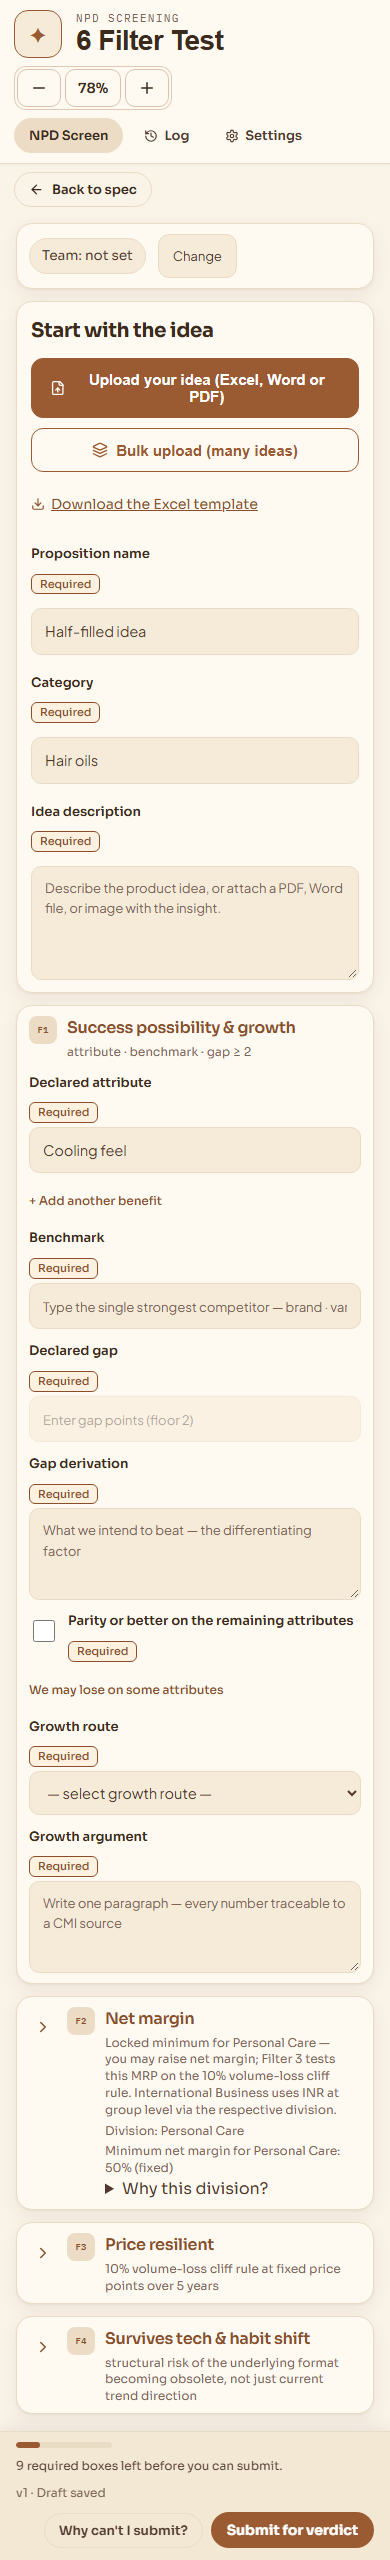 NPD SCREENING
6 Filter Test
78%
NPD Screen
Log
Settings
Back to spec
Team: not set
Change
Start with the idea
Upload your idea (Excel, Word or
PDF)
Bulk upload (many ideas)
Download the Excel template
Proposition name
Required
Half-filled idea
Category
Required
Hair oils
Idea description
Required
Describe the product idea, or attach a PDF, Word
file, or image with the insight.
F1
Success possibility & growth
attribute · benchmark · gap ≥ 2
Declared attribute
Required
Cooling feel
+ Add another benefit
Benchmark
Required
Type the single strongest competitor — brand · var
Declared gap
Required
Enter gap points (floor 2)
Gap derivation
Required
What we intend to beat — the differentiating
factor
Parity or better on the remaining attributes
Required
We may lose on some attributes
Growth route
Required
— select growth route —
Growth argument
Required
Write one paragraph — every number traceable to
a CMI source
F2
Net margin
Locked minimum for Personal Care —
you may raise net margin; Filter 3 tests
this MRP on the 10% volume-loss cliff
rule. International Business uses INR at
group level via the respective division.
Division: Personal Care
Minimum net margin for Personal Care:
50% (fixed)
Why this division?
F3
Price resilient
10% volume-loss cliff rule at fixed price
points over 5 years
F4
Survives tech & habit shift
structural risk of the underlying format
becoming obsolete, not just current
trend direction
9 required boxes left before you can submit.
v1 · Draft saved
Why can't I submit?
Submit for verdict